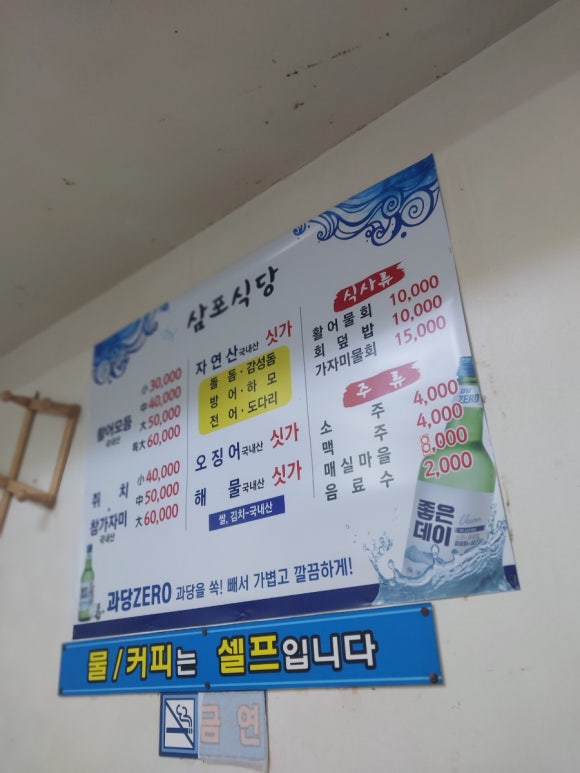 삼포식당
小 30,000
中 40,000
활어모듬 大 50,000
국내산 특大 60,000
쥐 · 치 小 40,000
中 50,000
참가자미 大 60,000
국내산
자연산 국내산 싯가
돌 돔 · 감성돔
방 어 · 하 모
전 어 · 도다리
오징어 국내산 싯가
해 물 국내산 싯가
쌀, 김치-국내산
식사류
활어물회 10,000
회덮밥 10,000
가자미물회 15,000
주 류
소 주 4,000
맥 주 4,000
매실마을 8,000
음 료 수 2,000
ZERO
좋은
데이
과당ZERO 과당을 쏙! 빼서 가볍고 깔끔하게!
물/커피는 셀프입니다
금연